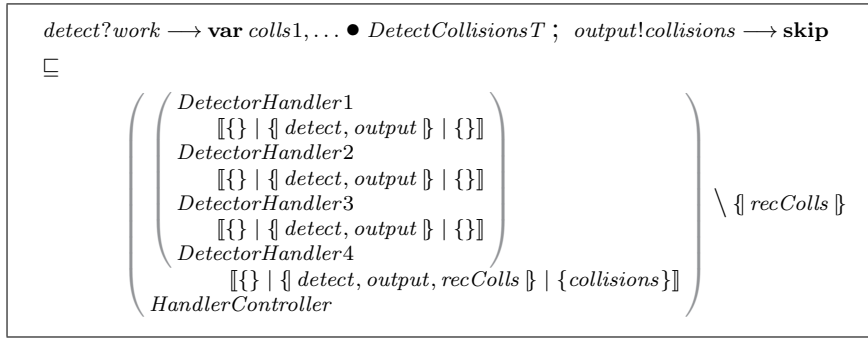 detect?work ⟶ var colls1, … ● DetectCollisionsT ; output!collisions ⟶ skip
⊑
DetectorHandler1
⟦{} | {| detect, output |} | {}⟧
DetectorHandler2
⟦{} | {| detect, output |} | {}⟧
DetectorHandler3
⟦{} | {| detect, output |} | {}⟧
DetectorHandler4
⟦{} | {| detect, output, recColls |} | {collisions}⟧
HandlerController
\ {| recColls |}